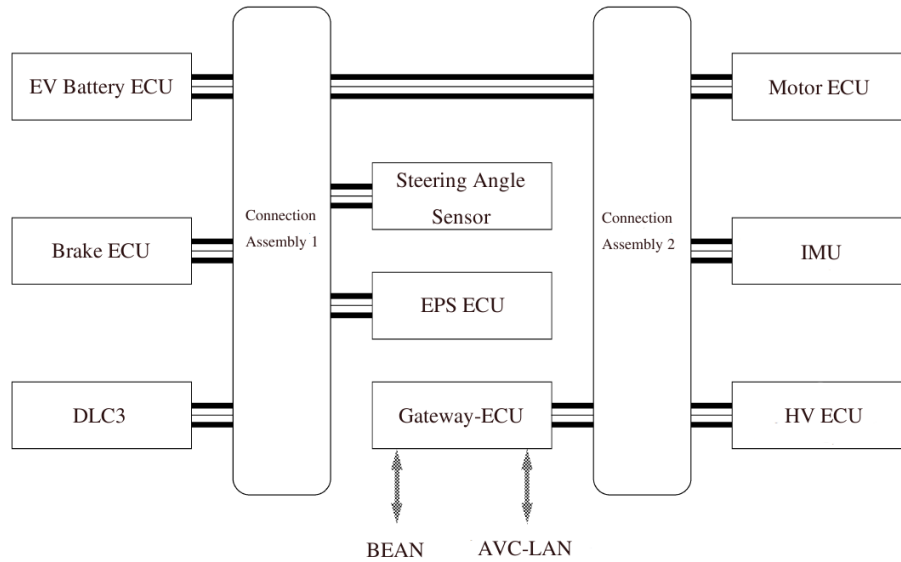 EV Battery ECU
Motor ECU
Steering Angle
Sensor
Connection
Assembly 1
Connection
Assembly 2
Brake ECU
IMU
EPS ECU
DLC3
Gateway-ECU
HV ECU
BEAN
AVC-LAN